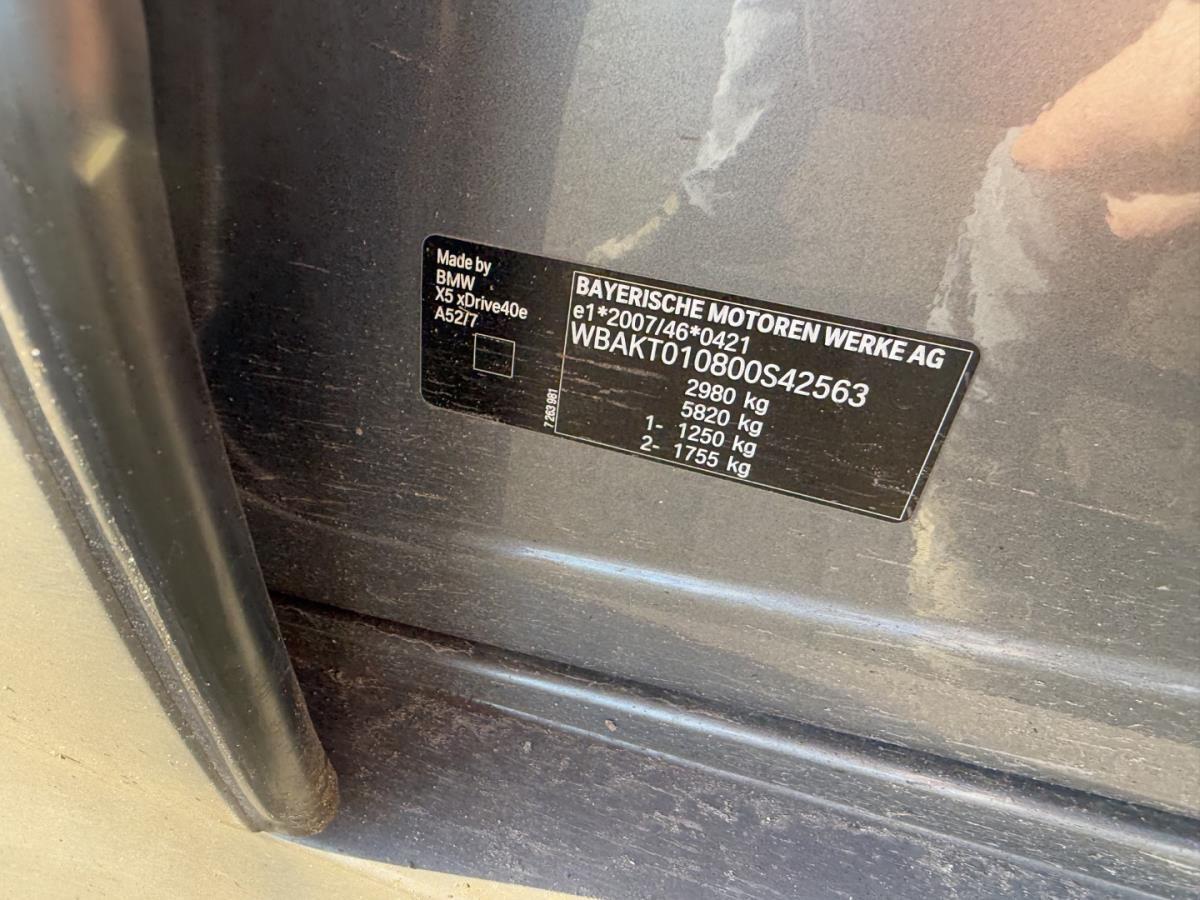 Made by
BMW
X5 xDrive40e
A52/7
7 263 981
BAYERISCHE MOTOREN WERKE AG
e1*2007/46*0421
WBAKT010800S42563
2980 kg
5820 kg
1- 1250 kg
2- 1755 kg